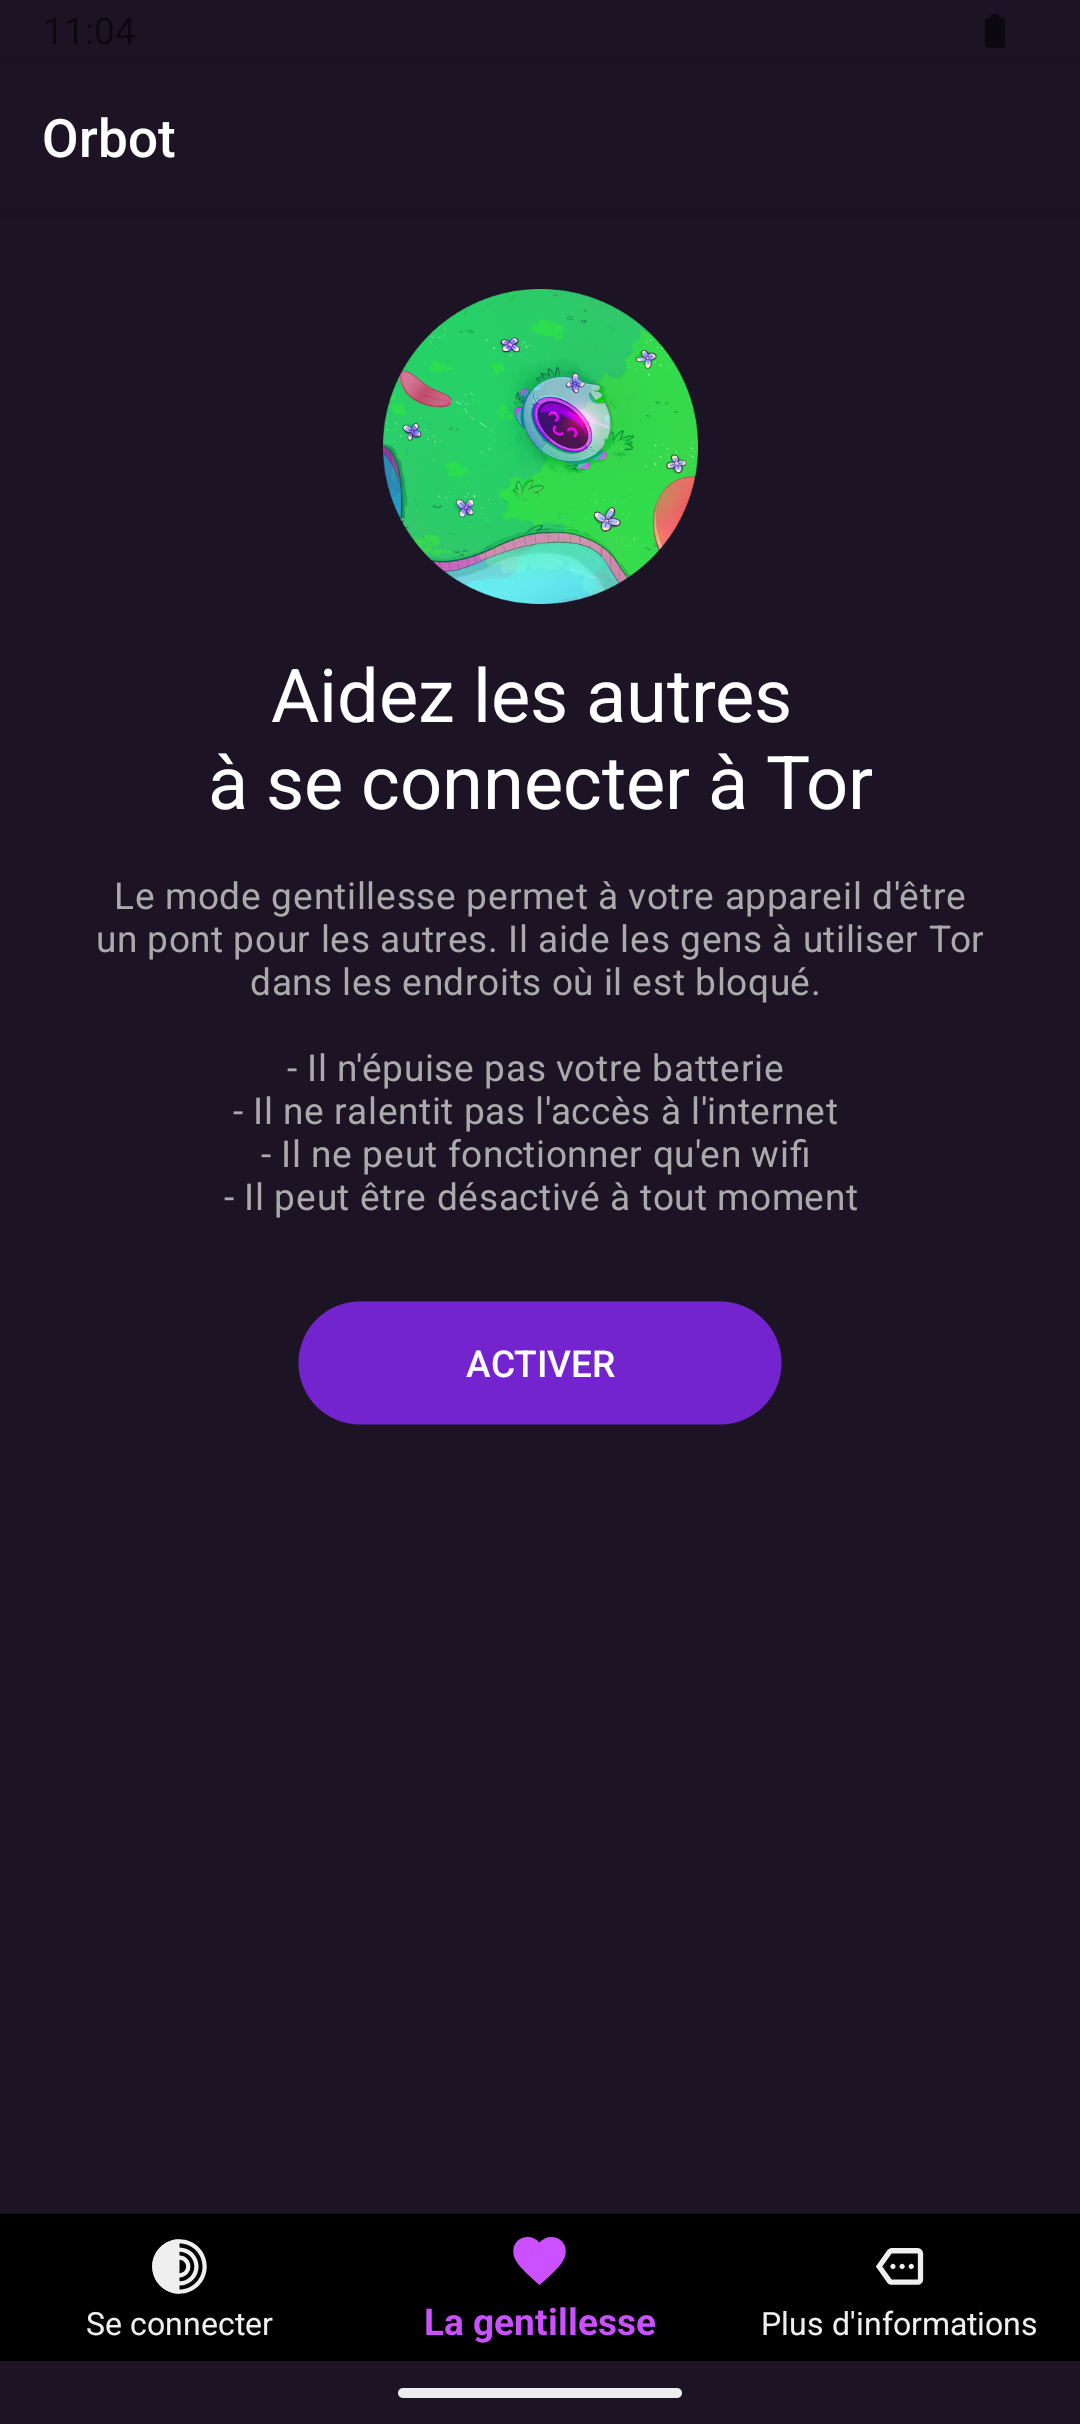 11:04
Orbot
Aidez les autres
à se connecter à Tor
Le mode gentillesse permet à votre appareil d'être
un pont pour les autres. Il aide les gens à utiliser Tor
dans les endroits où il est bloqué.
- Il n'épuise pas votre batterie
- Il ne ralentit pas l'accès à l'internet
- Il ne peut fonctionner qu'en wifi
- Il peut être désactivé à tout moment
ACTIVER
Se connecter
La gentillesse
Plus d'informations